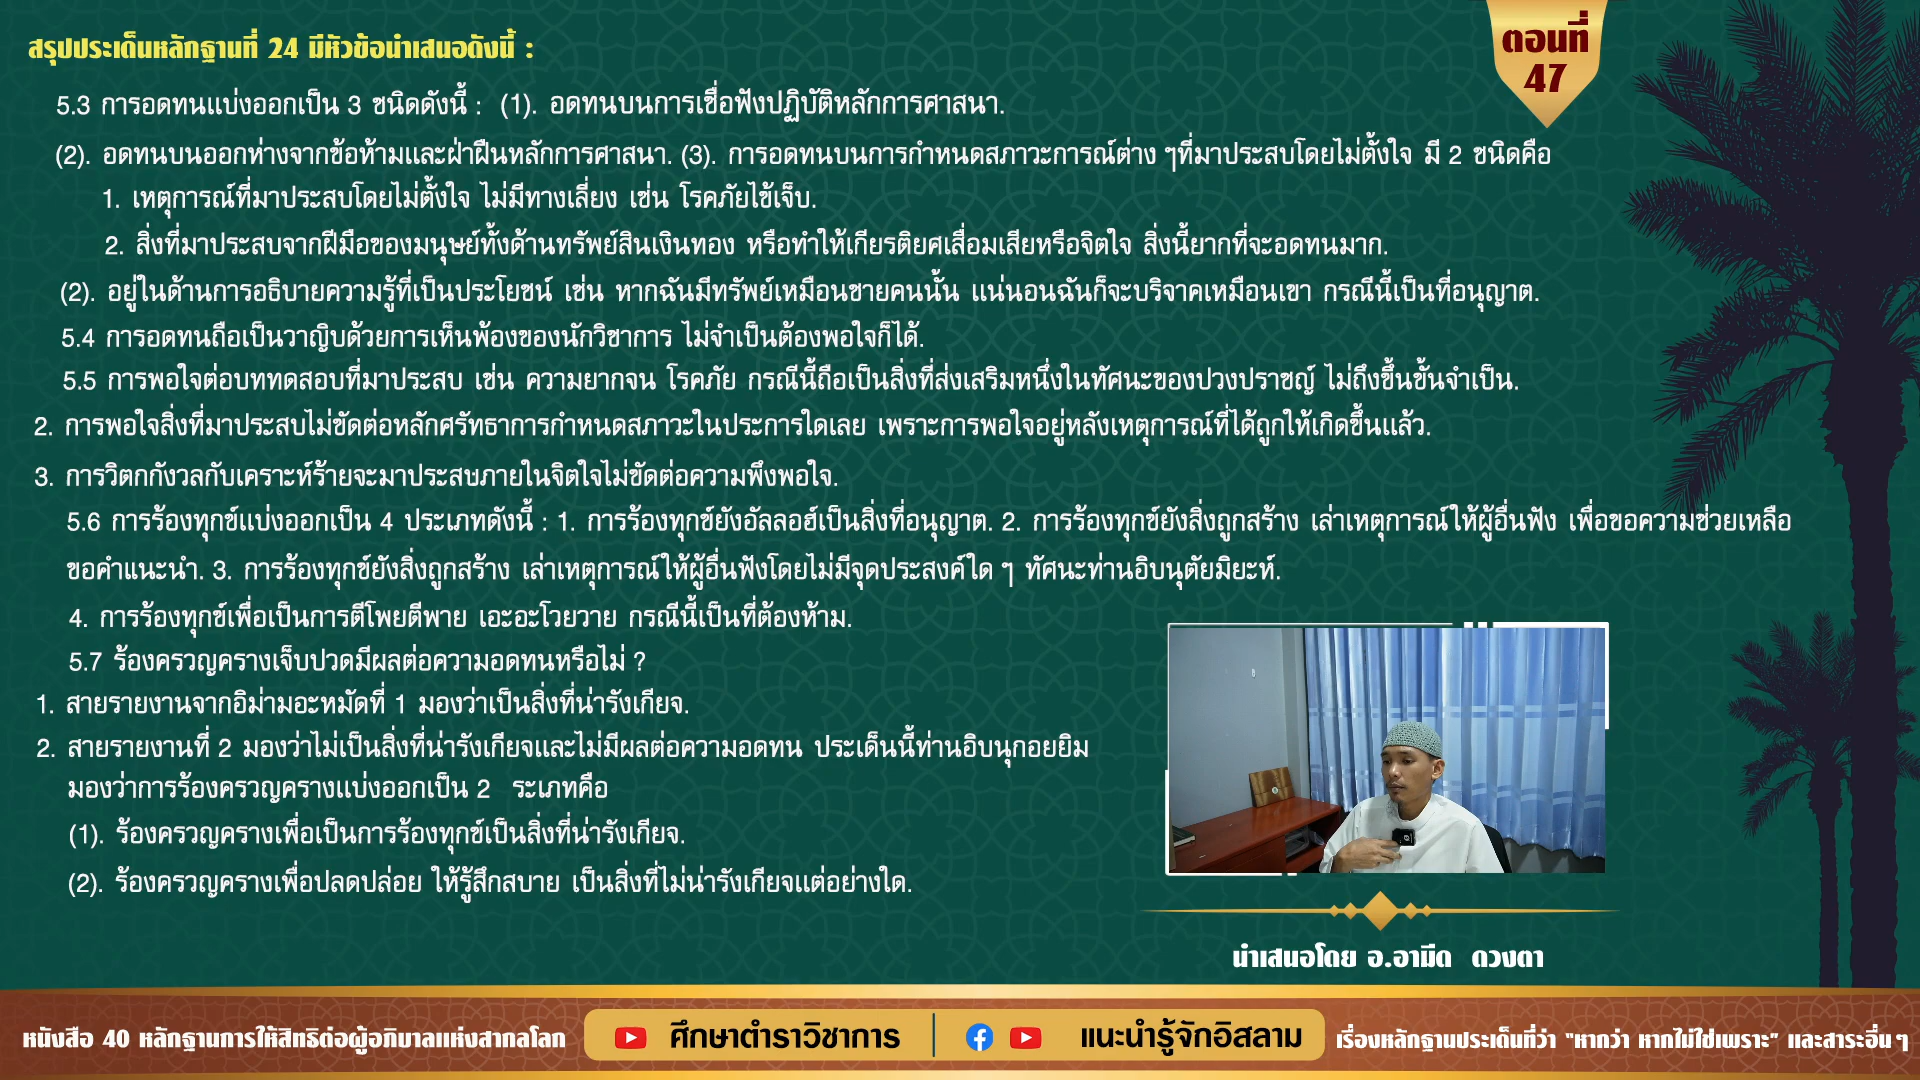 สรุปประเด็นหลักฐานที่ 24 มีหัวข้อนำเสนอดังนี้ :
ตอนที่
47
5.3 การอดทนแบ่งออกเป็น 3 ชนิดดังนี้ : (1). อดทนบนการเชื่อฟังปฏิบัติหลักการศาสนา.
(2). อดทนบนออกห่างจากข้อห้ามและฝ่าฝืนหลักการศาสนา. (3). การอดทนบนการกำหนดสภาวะการณ์ต่าง ๆที่มาประสบโดยไม่ตั้งใจ มี 2 ชนิดคือ
1. เหตุการณ์ที่มาประสบโดยไม่ตั้งใจ ไม่มีทางเลี่ยง เช่น โรคภัยไข้เจ็บ.
2. สิ่งที่มาประสบจากฝีมือของมนุษย์ทั้งด้านทรัพย์สินเงินทอง หรือทำให้เกียรติยศเสื่อมเสียหรือจิตใจ สิ่งนี้ยากที่จะอดทนมาก.
(2). อยู่ในด้านการอธิบายความรู้ที่เป็นประโยชน์ เช่น หากฉันมีทรัพย์เหมือนชายคนนั้น แน่นอนฉันก็จะบริจาคเหมือนเขา กรณีนี้เป็นที่อนุญาต.
5.4 การอดทนถือเป็นวาญิบด้วยการเห็นพ้องของนักวิชาการ ไม่จำเป็นต้องพอใจก็ได้.
5.5 การพอใจต่อบททดสอบที่มาประสบ เช่น ความยากจน โรคภัย กรณีนี้ถือเป็นสิ่งที่ส่งเสริมหนึ่งในทัศนะของปวงปราชญ์ ไม่ถึงขึ้นขั้นจำเป็น.
2. การพอใจสิ่งที่มาประสบไม่ขัดต่อหลักศรัทธาการกำหนดสภาวะในประการใดเลย เพราะการพอใจอยู่หลังเหตุการณ์ที่ได้ถูกให้เกิดขึ้นแล้ว.
3. การวิตกกังวลกับเคราะห์ร้ายจะมาประสษภายในจิตใจไม่ขัดต่อความพึงพอใจ.
5.6 การร้องทุกข์แบ่งออกเป็น 4 ประเภทดังนี้ : 1. การร้องทุกข์ยังอัลลอฮ์เป็นสิ่งที่อนุญาต. 2. การร้องทุกข์ยังสิ่งถูกสร้าง เล่าเหตุการณ์ให้ผู้อื่นฟัง เพื่อขอความช่วยเหลือ
ขอคำแนะนำ. 3. การร้องทุกข์ยังสิ่งถูกสร้าง เล่าเหตุการณ์ให้ผู้อื่นฟังโดยไม่มีจุดประสงค์ใด ๆ ทัศนะท่านอิบนุตัยมิยะห์.
4. การร้องทุกข์เพื่อเป็นการตีโพยตีพาย เอะอะโวยวาย กรณีนี้เป็นที่ต้องห้าม.
5.7 ร้องครวญครางเจ็บปวดมีผลต่อความอดทนหรือไม่ ?
1. สายรายงานจากอิม่ามอะหมัดที่ 1 มองว่าเป็นสิ่งที่น่ารังเกียจ.
2. สายรายงานที่ 2 มองว่าไม่เป็นสิ่งที่น่ารังเกียจและไม่มีผลต่อความอดทน ประเด็นนี้ท่านอิบนุกอยยิม
มองว่าการร้องครวญครางแบ่งออกเป็น 2 ระเภทคือ
(1). ร้องครวญครางเพื่อเป็นการร้องทุกข์เป็นสิ่งที่น่ารังเกียจ.
(2). ร้องครวญครางเพื่อปลดปล่อย ให้รู้สึกสบาย เป็นสิ่งที่ไม่น่ารังเกียจแต่อย่างใด.
นำเสนอโดย อ.อามีด ดวงตา
หนังสือ 40 หลักฐานการให้สิทธิต่อผู้อภิบาลแห่งสากลโลก
ศึกษาตำราวิชาการ
แนะนำรู้จักอิสลาม
เรื่องหลักฐานประเด็นที่ว่า "หากว่า หากไม่ใช่เพราะ" และสาระอื่น ๆ